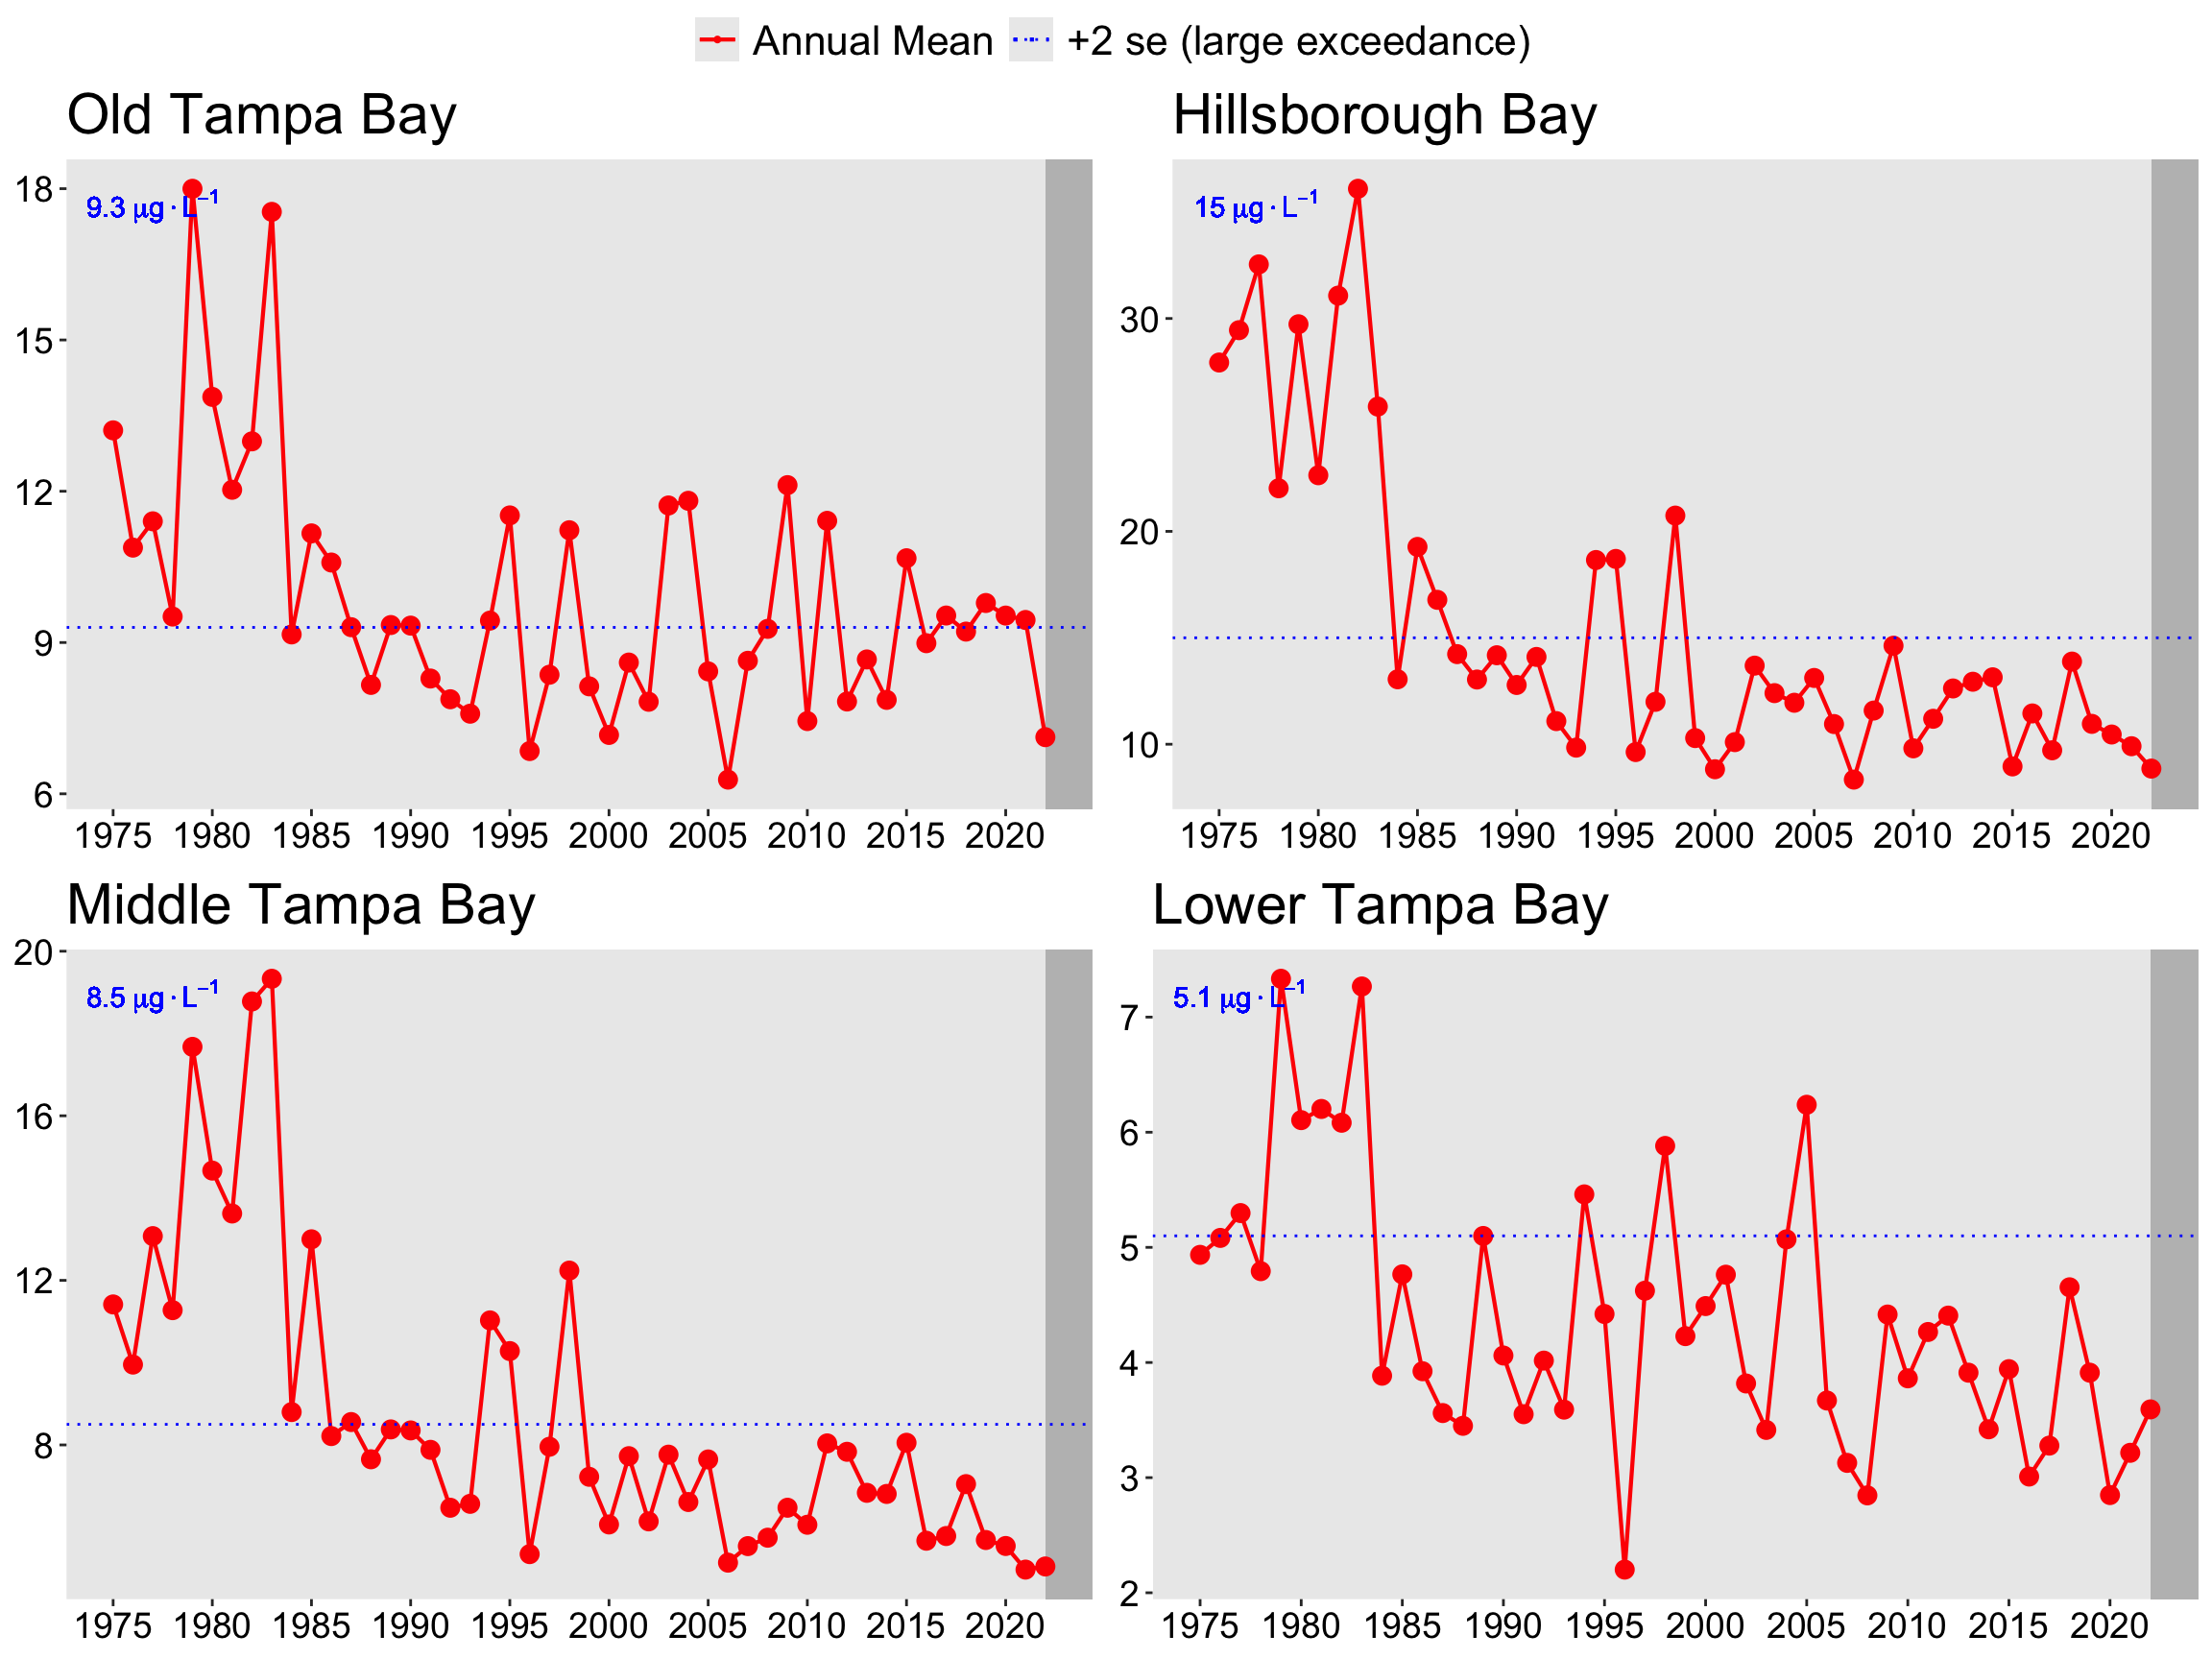 Annual Mean +2 se (large exceedance)
Old Tampa Bay
9.3 µg·L⁻¹
18
15
12
9
6
1975 1980 1985 1990 1995 2000 2005 2010 2015 2020
Hillsborough Bay
15 µg·L⁻¹
30
20
10
1975 1980 1985 1990 1995 2000 2005 2010 2015 2020
Middle Tampa Bay
20
8.5 µg·L⁻¹
16
12
8
1975 1980 1985 1990 1995 2000 2005 2010 2015 2020
Lower Tampa Bay
5.1 µg·L⁻¹
7
6
5
4
3
2
1975 1980 1985 1990 1995 2000 2005 2010 2015 2020